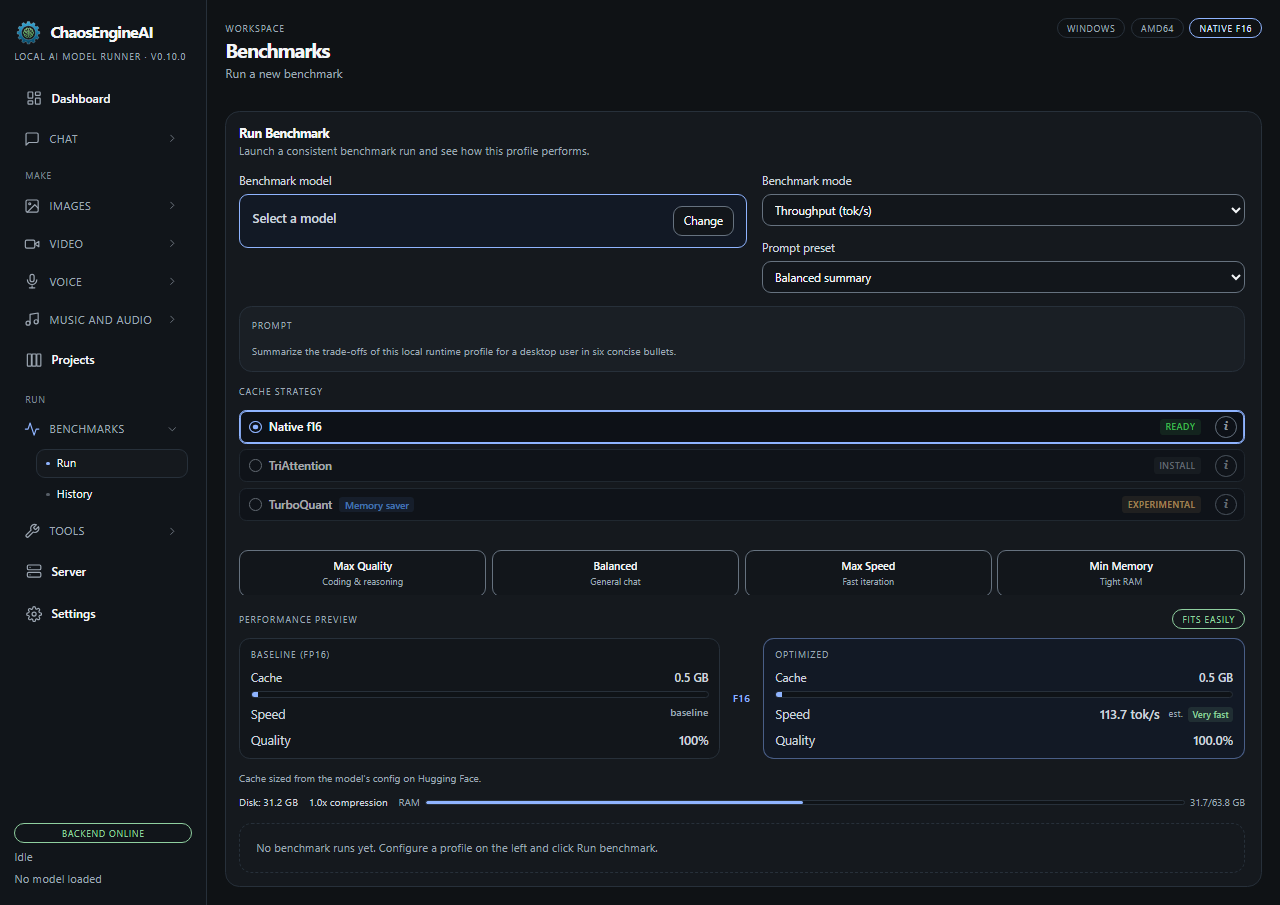 ChaosEngineAI
LOCAL AI MODEL RUNNER · V0.10.0
Dashboard
CHAT
MAKE
IMAGES
VIDEO
VOICE
MUSIC AND AUDIO
Projects
RUN
BENCHMARKS
Run
History
TOOLS
Server
Settings
BACKEND ONLINE
Idle
No model loaded
WORKSPACE
Benchmarks
Run a new benchmark
WINDOWS AMD64 NATIVE F16
Run Benchmark
Launch a consistent benchmark run and see how this profile performs.
Benchmark model
Select a model Change
Benchmark mode
Throughput (tok/s)
Prompt preset
Balanced summary
PROMPT
Summarize the trade-offs of this local runtime profile for a desktop user in six concise bullets.
CACHE STRATEGY
Native f16 READY i
TriAttention INSTALL i
TurboQuant Memory saver EXPERIMENTAL i
Max Quality
Coding & reasoning
Balanced
General chat
Max Speed
Fast iteration
Min Memory
Tight RAM
PERFORMANCE PREVIEW FITS EASILY
BASELINE (FP16)
Cache 0.5 GB
Speed baseline
Quality 100%
F16
OPTIMIZED
Cache 0.5 GB
Speed 113.7 tok/s est. Very fast
Quality 100.0%
Cache sized from the model's config on Hugging Face.
Disk: 31.2 GB 1.0x compression RAM 31.7/63.8 GB
No benchmark runs yet. Configure a profile on the left and click Run benchmark.